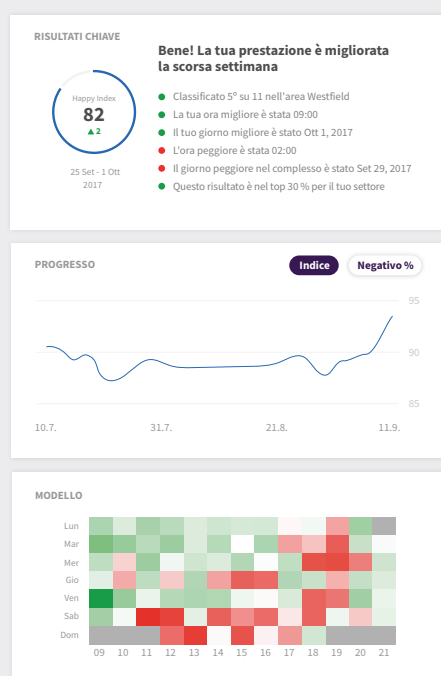 RISULTATI CHIAVE
Bene! La tua prestazione è migliorata
la scorsa settimana
Happy Index
82
▲ 2
25 Set - 1 Ott
2017
Classificato 5° su 11 nell'area Westfield
La tua ora migliore è stata 09:00
Il tuo giorno migliore è stato Ott 1, 2017
L'ora peggiore è stata 02:00
Il giorno peggiore nel complesso è stato Set 29, 2017
Questo risultato è nel top 30 % per il tuo settore
PROGRESSO
Indice
Negativo %
95
90
85
10.7. 31.7. 21.8. 11.9.
MODELLO
Lun
Mar
Mer
Gio
Ven
Sab
Dom
09 10 11 12 13 14 15 16 17 18 19 20 21